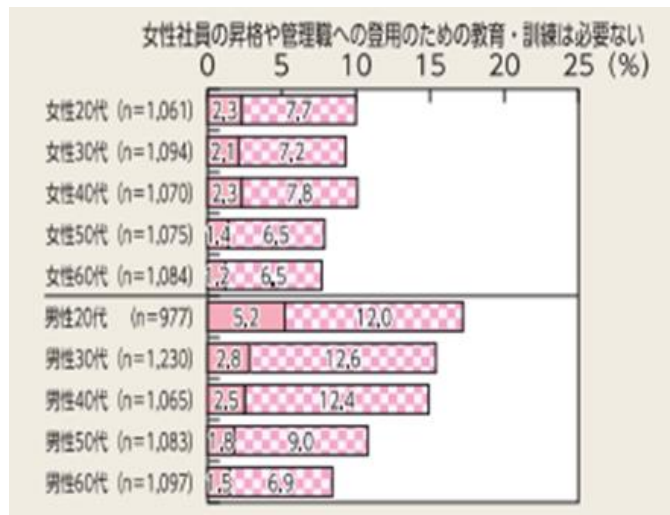 女性社員の昇格や管理職への登用のための教育・訓練は必要ない
0 5 10 15 20 25 (%)
女性20代 (n=1,061) 2.3 7.7
女性30代 (n=1,094) 2.1 7.2
女性40代 (n=1,070) 2.3 7.8
女性50代 (n=1,075) 1.4 6.5
女性60代 (n=1,084) 1.2 6.5
男性20代 (n=977) 5.2 12.0
男性30代 (n=1,230) 2.8 12.6
男性40代 (n=1,065) 2.5 12.4
男性50代 (n=1,083) 1.8 9.0
男性60代 (n=1,097) 1.5 6.9